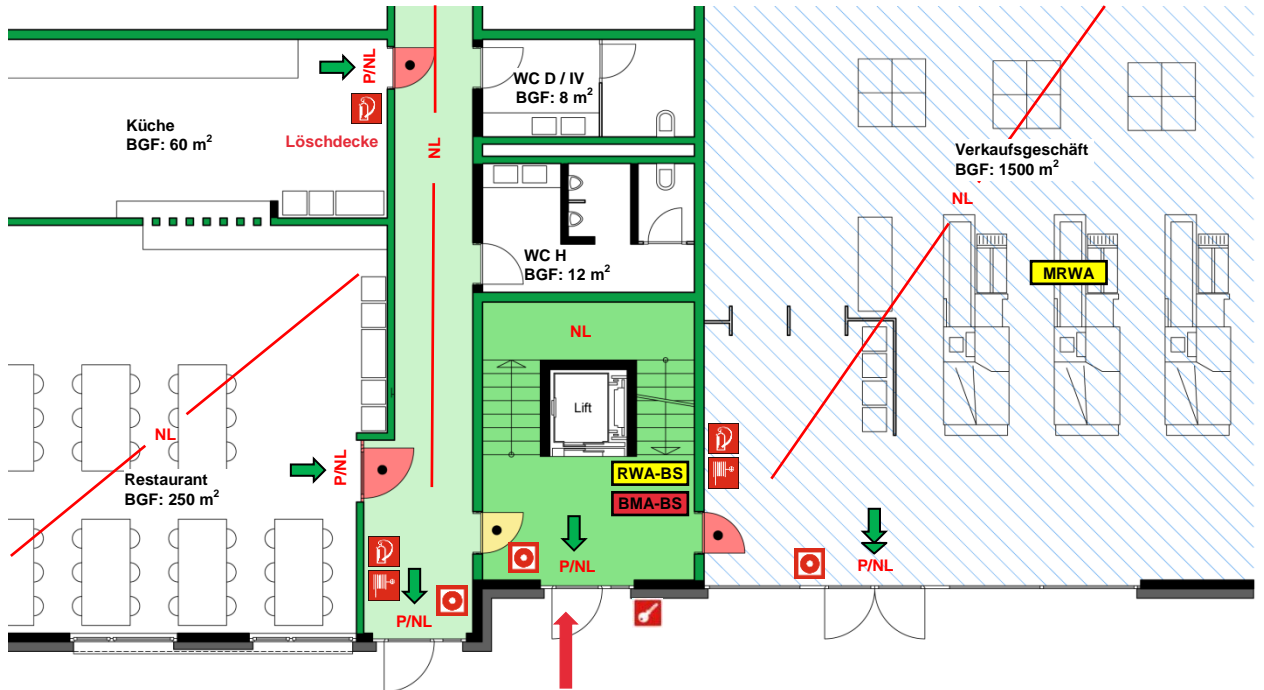 P/NL
WC D / IV
BGF: 8 m²
Küche
BGF: 60 m²
Löschdecke
NL
Verkaufsgeschäft
BGF: 1500 m²
NL
WC H
BGF: 12 m²
MRWA
NL
Lift
NL
P/NL
Restaurant
BGF: 250 m²
RWA-BS
BMA-BS
P/NL
P/NL
P/NL